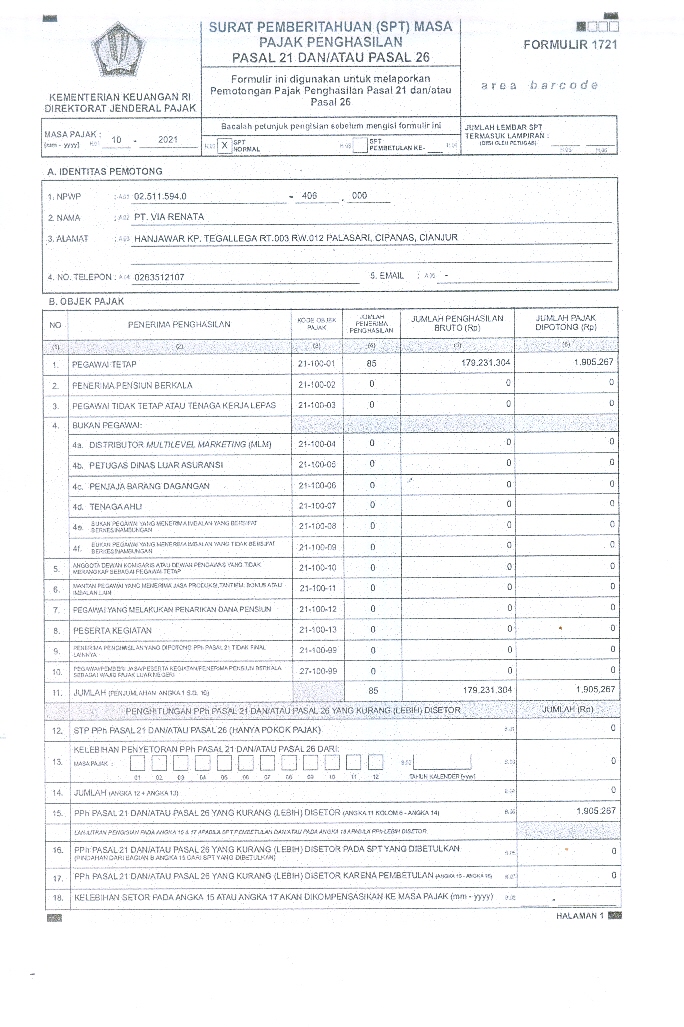 KEMENTERIAN KEUANGAN RI
DIREKTORAT JENDERAL PAJAK
SURAT PEMBERITAHUAN (SPT) MASA
PAJAK PENGHASILAN
PASAL 21 DAN/ATAU PASAL 26
Formulir ini digunakan untuk melaporkan
Pemotongan Pajak Penghasilan Pasal 21 dan/atau
Pasal 26
FORMULIR 1721
area barcode
MASA PAJAK :
(mm - yyyy) H.01 10 - 2021
Bacalah petunjuk pengisian sebelum mengisi formulir ini
H.02 X SPT NORMAL H.03 SPT PEMBETULAN KE- H.04
JUMLAH LEMBAR SPT
TERMASUK LAMPIRAN :
(DIISI OLEH PETUGAS) H.05 H.06
A. IDENTITAS PEMOTONG
1. NPWP : A.01 02.511.594.0 - 406 . 000
2. NAMA : A.02 PT. VIA RENATA
3. ALAMAT : A.03 HANJAWAR KP. TEGALLEGA RT.003 RW.012 PALASARI, CIPANAS, CIANJUR
4. NO. TELEPON : A.04 0263512107 5. EMAIL : A.05 -
B. OBJEK PAJAK
NO PENERIMA PENGHASILAN KODE OBJEK PAJAK JUMLAH PENERIMA PENGHASILAN JUMLAH PENGHASILAN BRUTO (Rp) JUMLAH PAJAK DIPOTONG (Rp)
(1) (2) (3) (4) (5) (6)
1. PEGAWAI TETAP 21-100-01 85 179.231.304 1.905.267
2. PENERIMA PENSIUN BERKALA 21-100-02 0 0 0
3. PEGAWAI TIDAK TETAP ATAU TENAGA KERJA LEPAS 21-100-03 0 0 0
4. BUKAN PEGAWAI:
4a. DISTRIBUTOR MULTILEVEL MARKETING (MLM) 21-100-04 0 0 0
4b. PETUGAS DINAS LUAR ASURANSI 21-100-05 0 0 0
4c. PENJAJA BARANG DAGANGAN 21-100-06 0 0 0
4d. TENAGA AHLI 21-100-07 0 0 0
4e. BUKAN PEGAWAI YANG MENERIMA IMBALAN YANG BERSIFAT BERKESINAMBUNGAN 21-100-08 0 0 0
4f. BUKAN PEGAWAI YANG MENERIMA IMBALAN YANG TIDAK BERSIFAT BERKESINAMBUNGAN 21-100-09 0 0 0
5. ANGGOTA DEWAN KOMISARIS ATAU DEWAN PENGAWAS YANG TIDAK MERANGKAP SEBAGAI PEGAWAI TETAP 21-100-10 0 0 0
6. MANTAN PEGAWAI YANG MENERIMA JASA PRODUKSI, TANTIEM, BONUS ATAU IMBALAN LAIN 21-100-11 0 0 0
7. PEGAWAI YANG MELAKUKAN PENARIKAN DANA PENSIUN 21-100-12 0 0 0
8. PESERTA KEGIATAN 21-100-13 0 0 0
9. PENERIMA PENGHASILAN YANG DIPOTONG PPh PASAL 21 TIDAK FINAL LAINNYA 21-100-99 0 0 0
10. PEGAWAI/PEMBERI JASA/PESERTA KEGIATAN/PENERIMA PENSIUN BERKALA SEBAGAI WAJIB PAJAK LUAR NEGERI 27-100-99 0 0 0
11. JUMLAH (PENJUMLAHAN ANGKA 1 S.D. 10) 85 179.231.304 1.905.267
PENGHITUNGAN PPh PASAL 21 DAN/ATAU PASAL 26 YANG KURANG (LEBIH) DISETOR JUMLAH (Rp)
12. STP PPh PASAL 21 DAN/ATAU PASAL 26 (HANYA POKOK PAJAK) 0
13. KELEBIHAN PENYETORAN PPh PASAL 21 DAN/ATAU PASAL 26 DARI:
MASA PAJAK : 0
01 02 03 04 05 06 07 08 09 10 11 12 TAHUN KALENDER (yyyy)
14. JUMLAH (ANGKA 12 + ANGKA 13) 0
15. PPh PASAL 21 DAN/ATAU PASAL 26 YANG KURANG (LEBIH) DISETOR (ANGKA 11 KOLOM 6 - ANGKA 14) 1.905.267
LANJUTKAN PENGISIAN PADA ANGKA 16 & 17 APABILA SPT PEMBETULAN DAN/ATAU PADA ANGKA 18 APABILA PPh LEBIH DISETOR
16. PPh PASAL 21 DAN/ATAU PASAL 26 YANG KURANG (LEBIH) DISETOR PADA SPT YANG DIBETULKAN
(PINDAHAN DARI BAGIAN B ANGKA 15 DARI SPT YANG DIBETULKAN) 0
17. PPh PASAL 21 DAN/ATAU PASAL 26 YANG KURANG (LEBIH) DISETOR KARENA PEMBETULAN (ANGKA 15 - ANGKA 16) 0
18. KELEBIHAN SETOR PADA ANGKA 15 ATAU ANGKA 17 AKAN DIKOMPENSASIKAN KE MASA PAJAK (mm - yyyy) -
HALAMAN 1